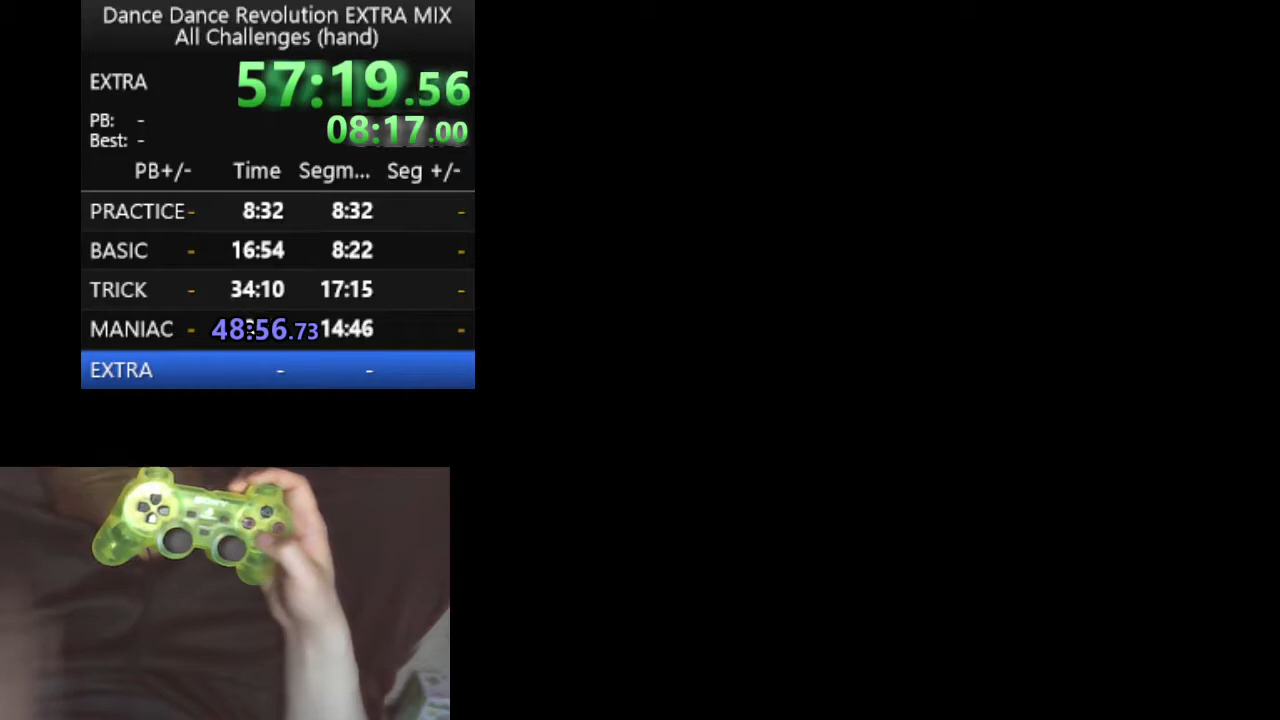 Dance Dance Revolution EXTRA MIX
All Challenges (hand)
EXTRA 57:19.56
PB: -
08:17.00
Best: -
PB+/- Time Segm... Seg +/-
PRACTICE - 8:32 8:32 -
BASIC - 16:54 8:22 -
TRICK - 34:10 17:15 -
MANIAC - 48:56.73 14:46 -
EXTRA - -